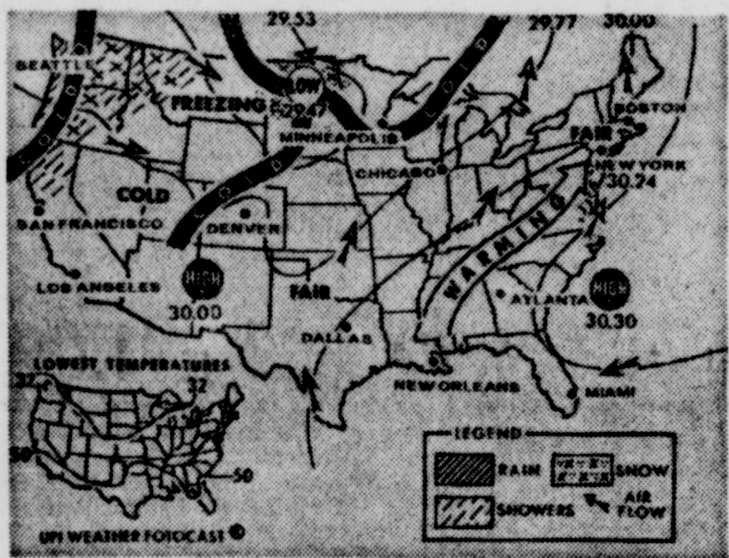 29.53
29.77
30.00
COLD
COLD
COLD
SEATTLE
LOW
FREEZING
29.47
MINNEAPOLIS
BOSTON
FAIR
NEW YORK
30.24
CHICAGO
COLD
COLD
SAN FRANCISCO
DENVER
WARMING
LOS ANGELES
HIGH
30.00
FAIR
ATLANTA
HIGH
30.30
DALLAS
NEW ORLEANS
MIAMI
LOWEST TEMPERATURES
32
32
50
50
LEGEND
RAIN
SNOW
SHOWERS
AIR
FLOW
UPI WEATHER FOTOCAST ©